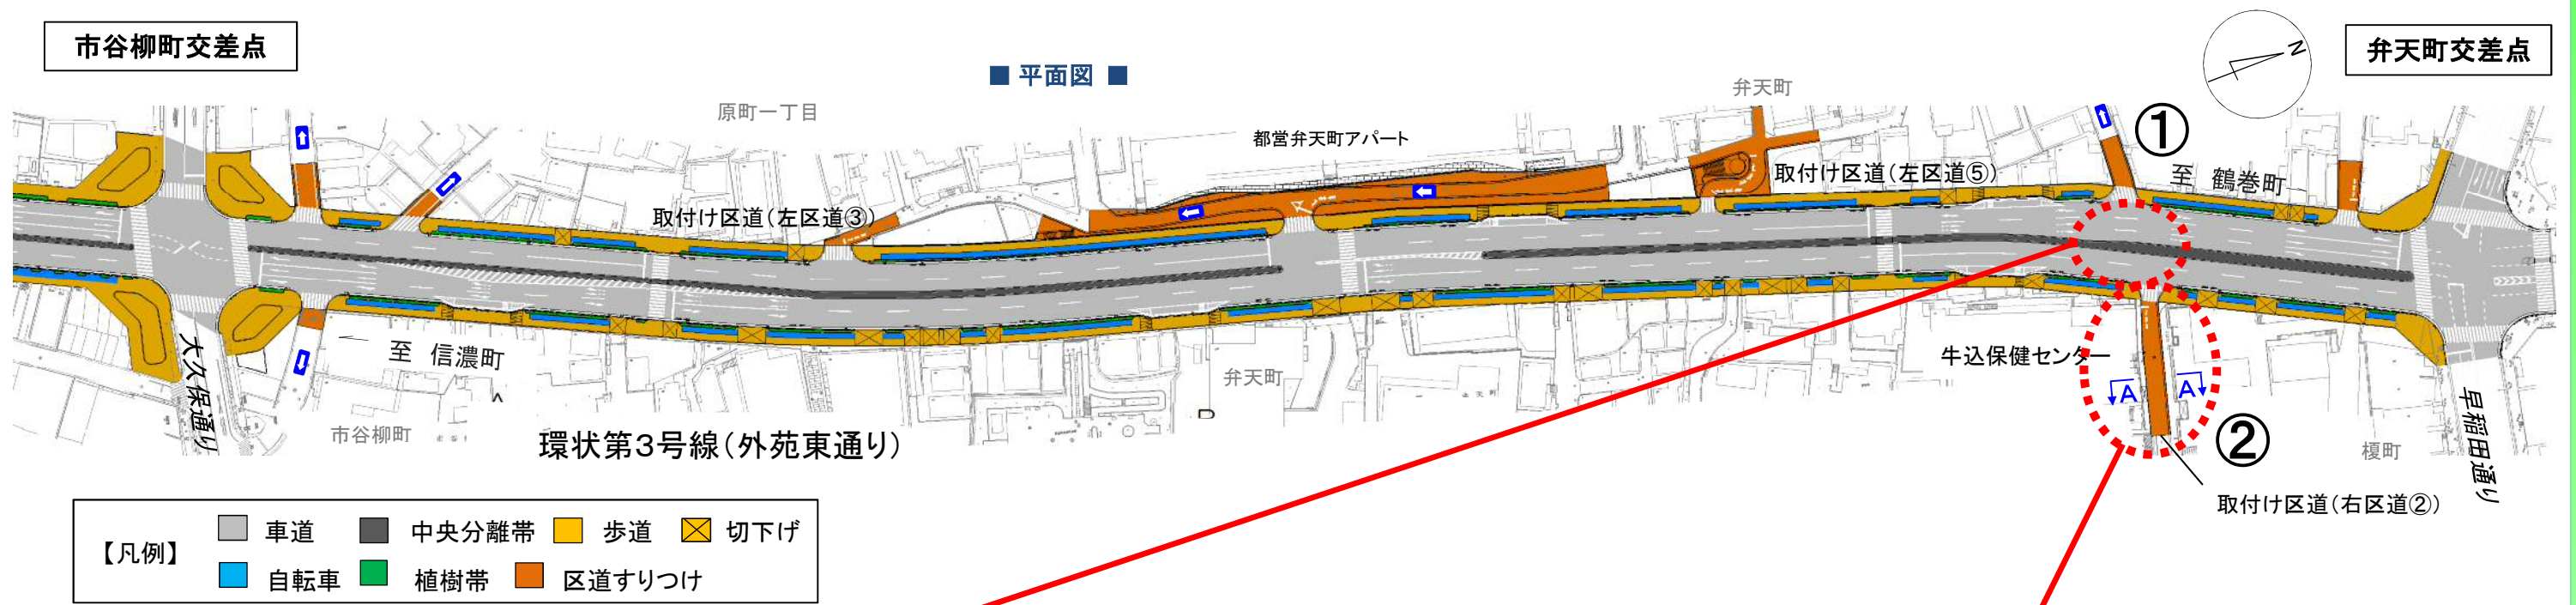 市谷柳町交差点
■ 平面図 ■
弁天町交差点
N
原町一丁目
弁天町
都営弁天町アパート
①
取付け区道(左区道⑤)
至 鶴巻町
取付け区道(左区道③)
大久保通り
至 信濃町
市谷柳町
弁天町
牛込保健センター
A
A
②
榎町
早稲田通り
環状第3号線(外苑東通り)
取付け区道(右区道②)
【凡例】
車道 中央分離帯 歩道 切下げ
自転車 植樹帯 区道すりつけ